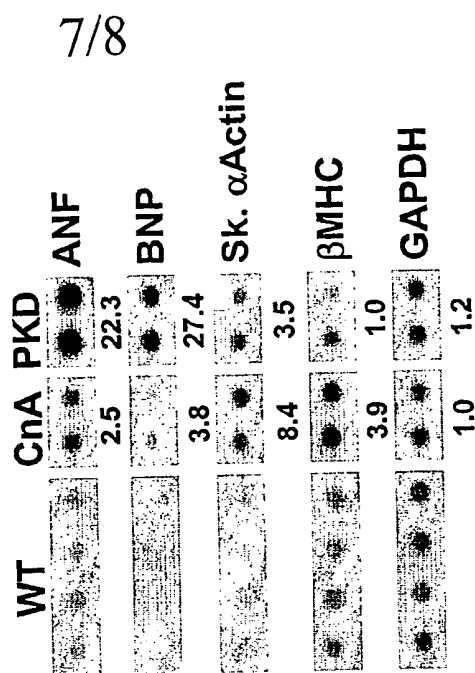 7/8
WT CnA PKD
ANF
2.5 22.3
BNP
3.8 27.4
Sk. αActin
8.4 3.5
βMHC
3.9 1.0
GAPDH
1.0 1.2